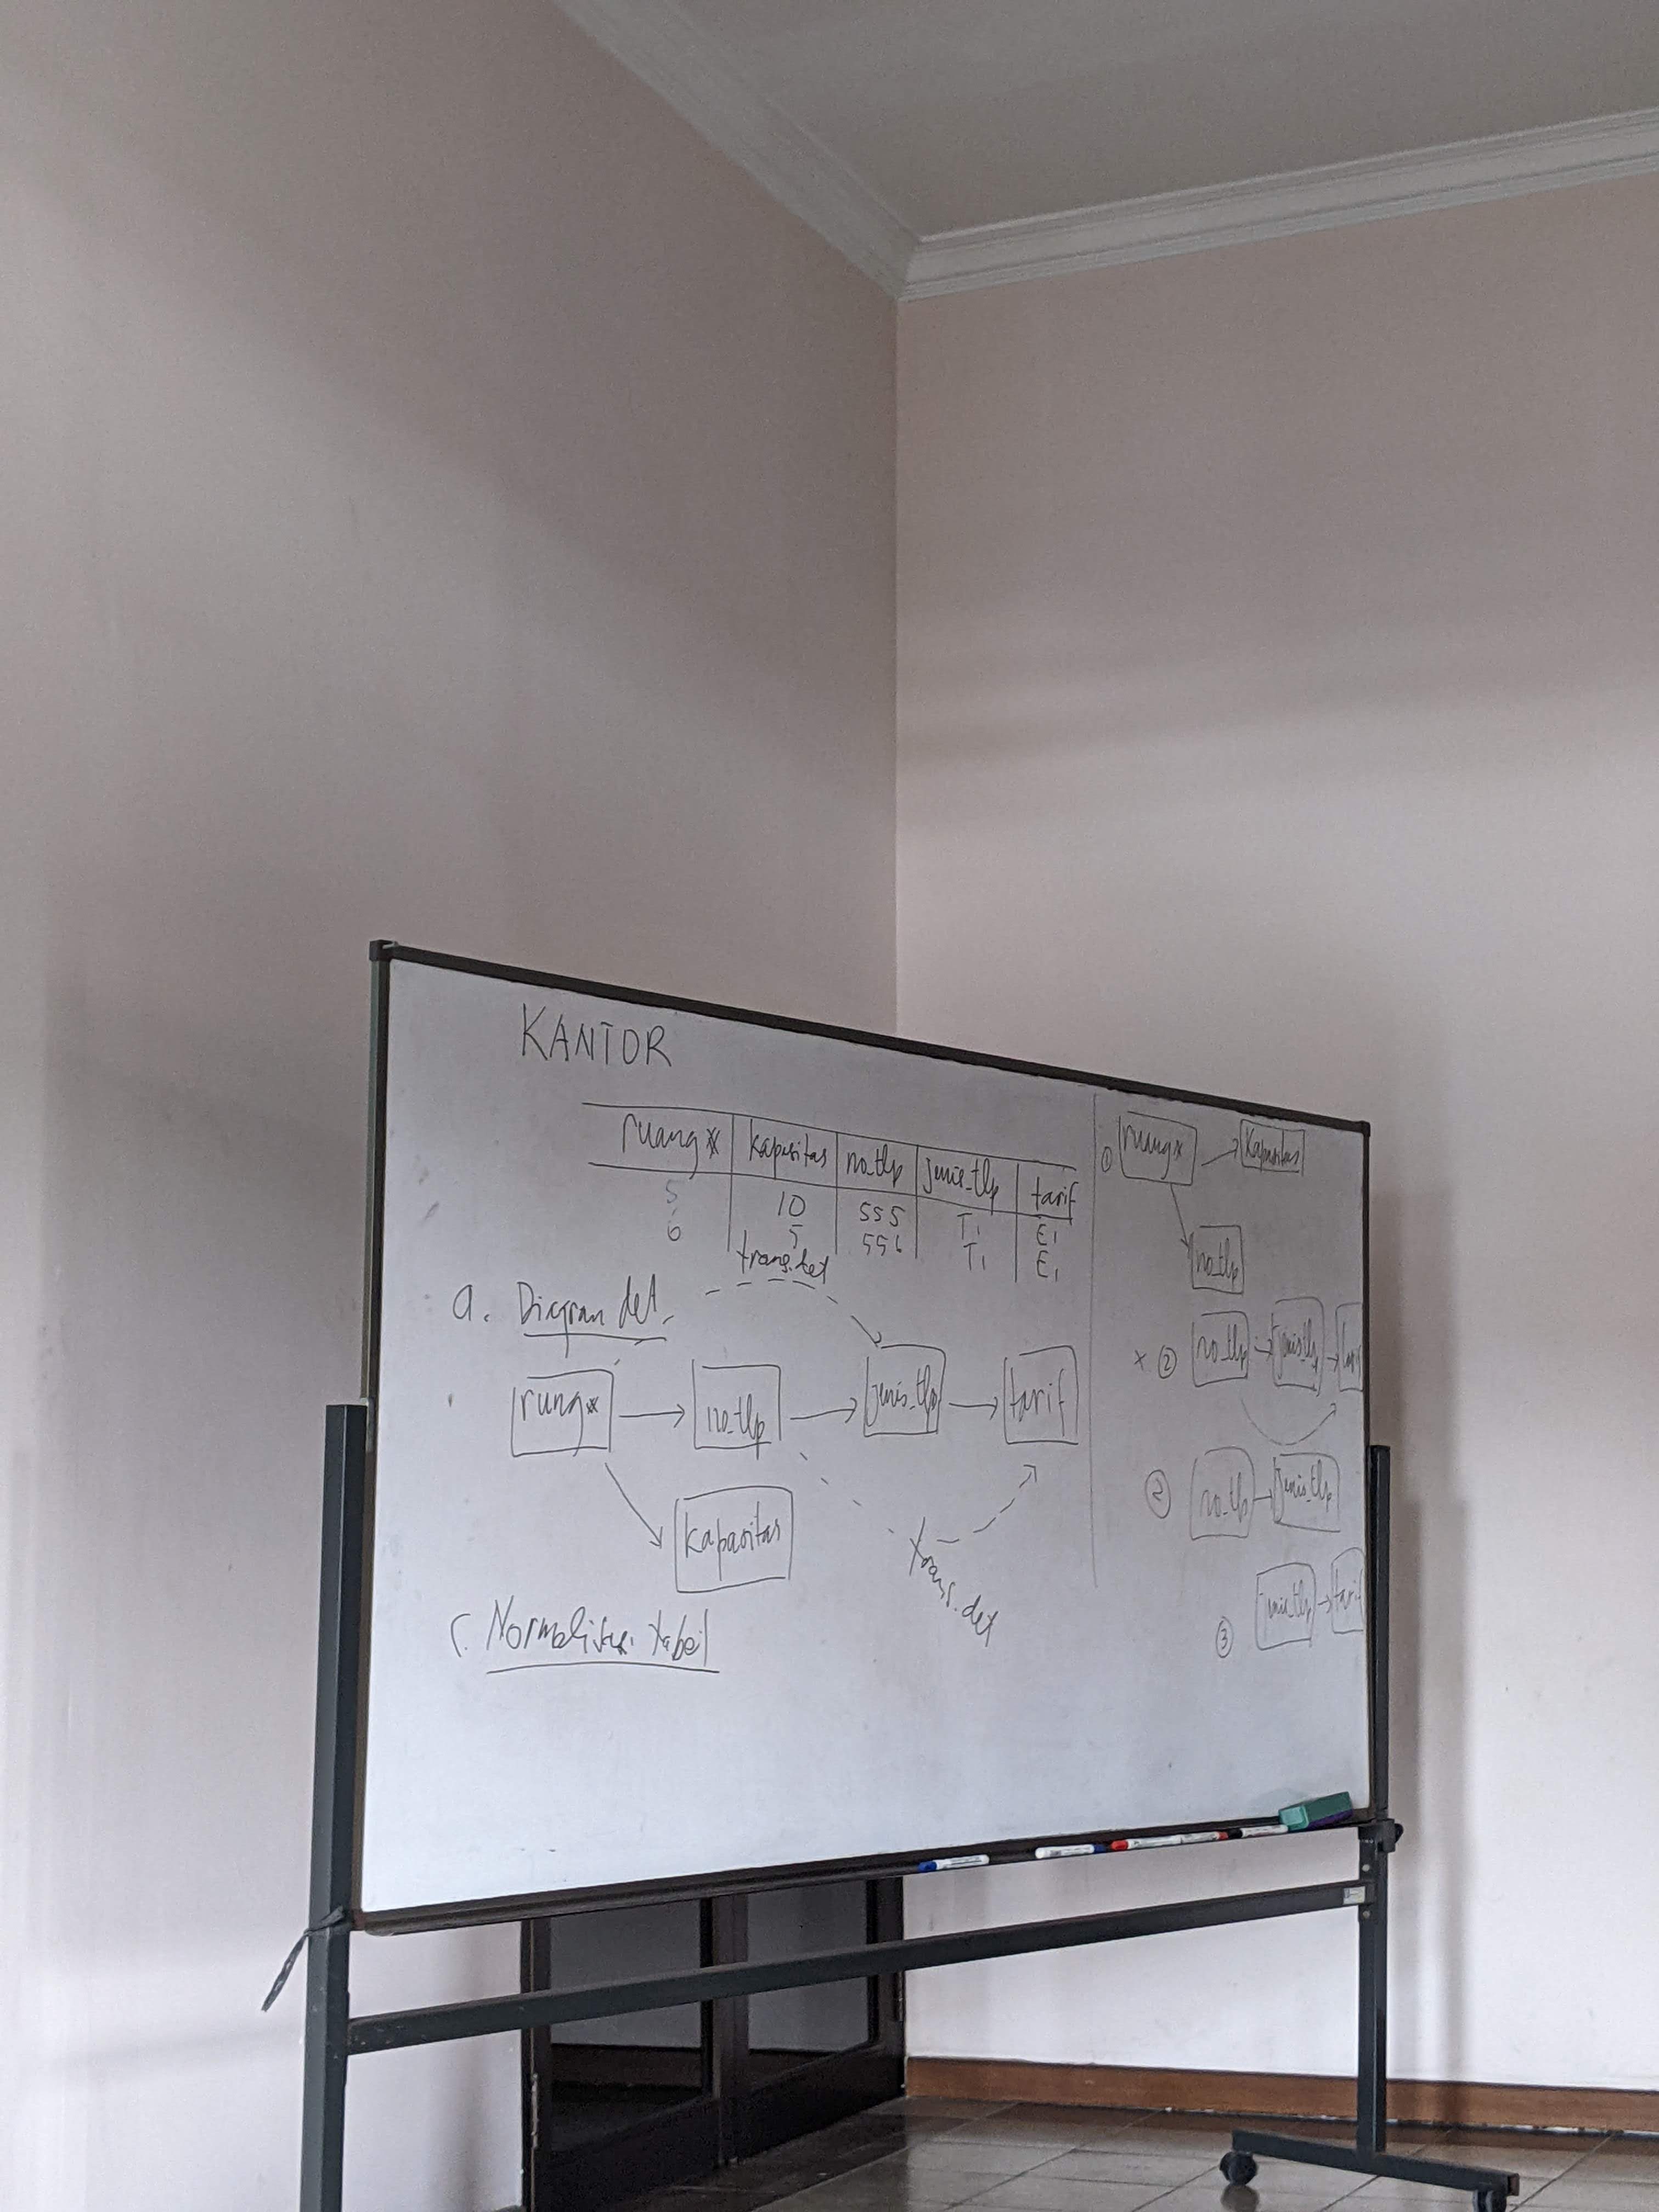 KANTOR
ruang* kapasitas no_tlp jenis_tlp tarif
5 10 555 T1 E1
6 5 556 T1 E1
trans.det
a. Diagram det.
rung* no_tlp jenis_tlp tarif
kapasitas
trans.det
c. Normalisasi tabel
① ruang* kapasitas
no_tlp
x ② no_tlp jenis_tlp
② no_tlp jenis_tlp
③ jenis_tlp tarif